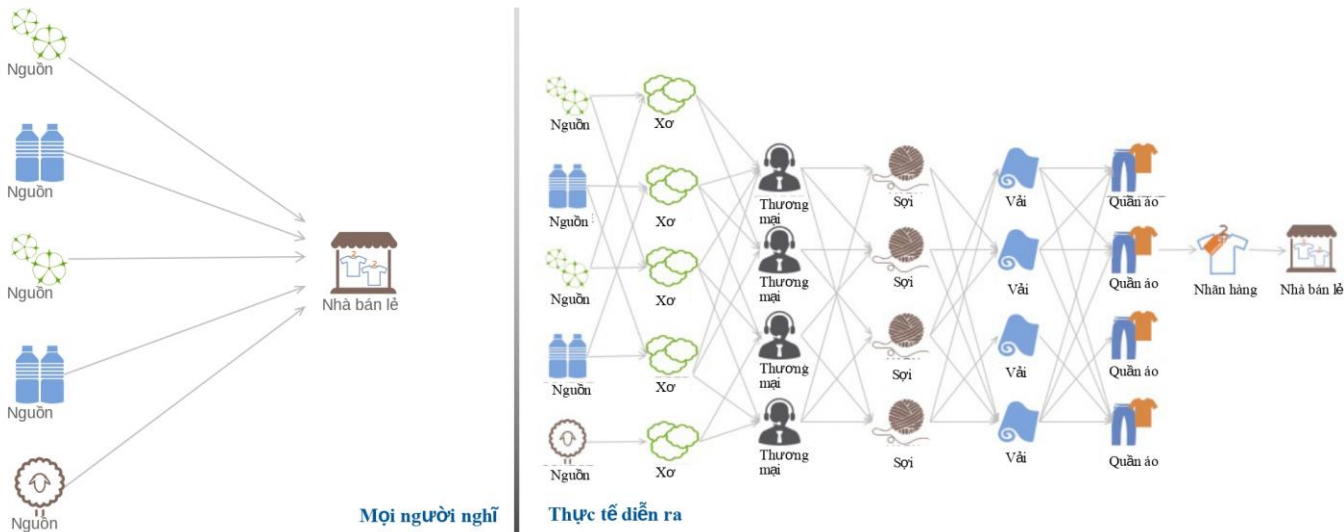 Nguồn
Nguồn
Nguồn
Nguồn
Nguồn
Nhà bán lẻ
Mọi người nghĩ
Nguồn
Nguồn
Nguồn
Nguồn
Nguồn
Xơ
Xơ
Xơ
Xơ
Xơ
Thương
mại
Thương
mại
Thương
mại
Thương
mại
Sợi
Sợi
Sợi
Sợi
Vải
Vải
Vải
Vải
Quần áo
Quần áo
Quần áo
Quần áo
Nhãn hàng
Nhà bán lẻ
Thực tế diễn ra